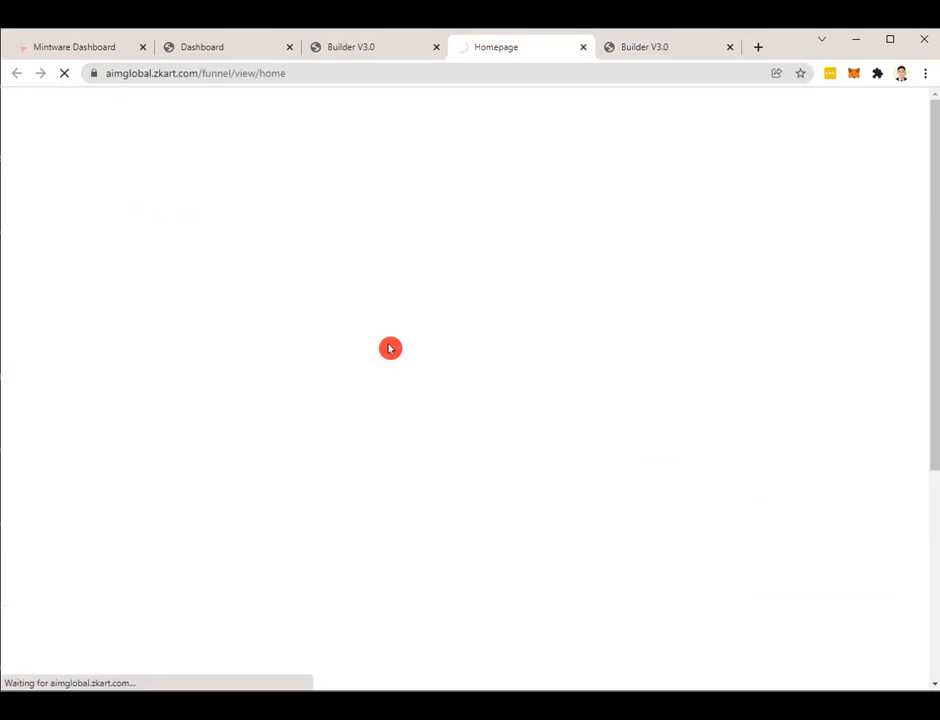 Mintware Dashboard
Dashboard
Builder V3.0
Homepage
Builder V3.0
aimglobal.zkart.com/funnel/view/home
Waiting for aimglobal.zkart.com...